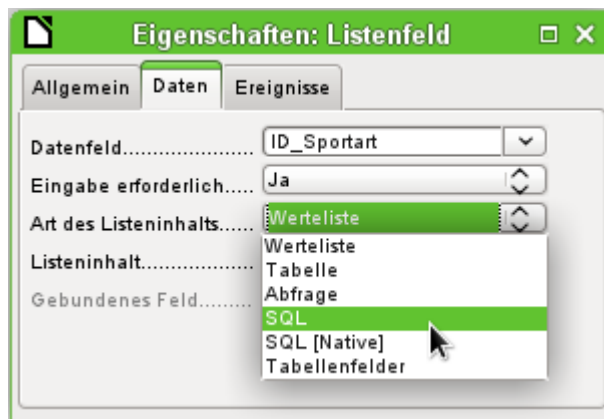 Eigenschaften: Listenfeld
Allgemein Daten Ereignisse
Datenfeld...................... ID_Sportart
Eingabe erforderlich..... Ja
Art des Listeninhalts...... Werteliste
Listeninhalt.................
Gebundenes Feld.........
Werteliste
Tabelle
Abfrage
SQL
SQL [Native]
Tabellenfelder